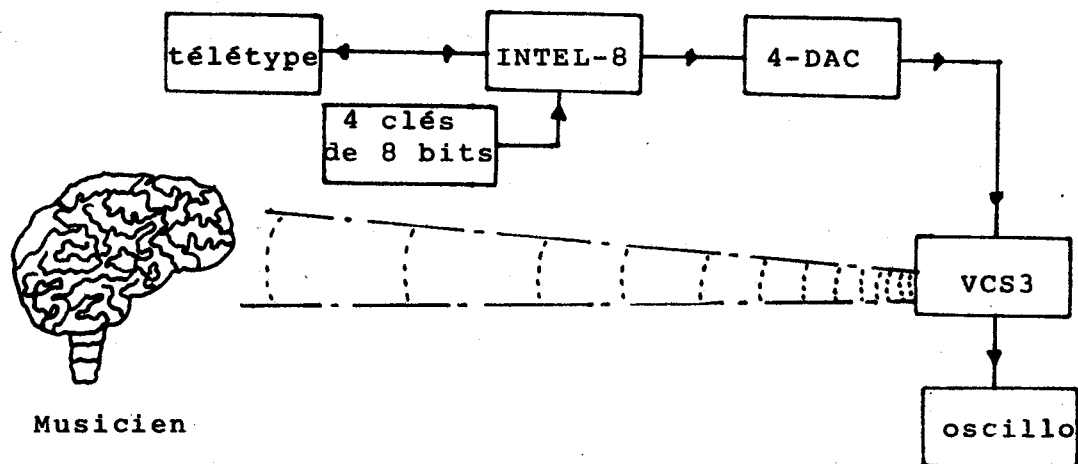 télétype
INTEL-8
4-DAC
4 clés
de 8 bits
VCS3
Musicien
oscillo